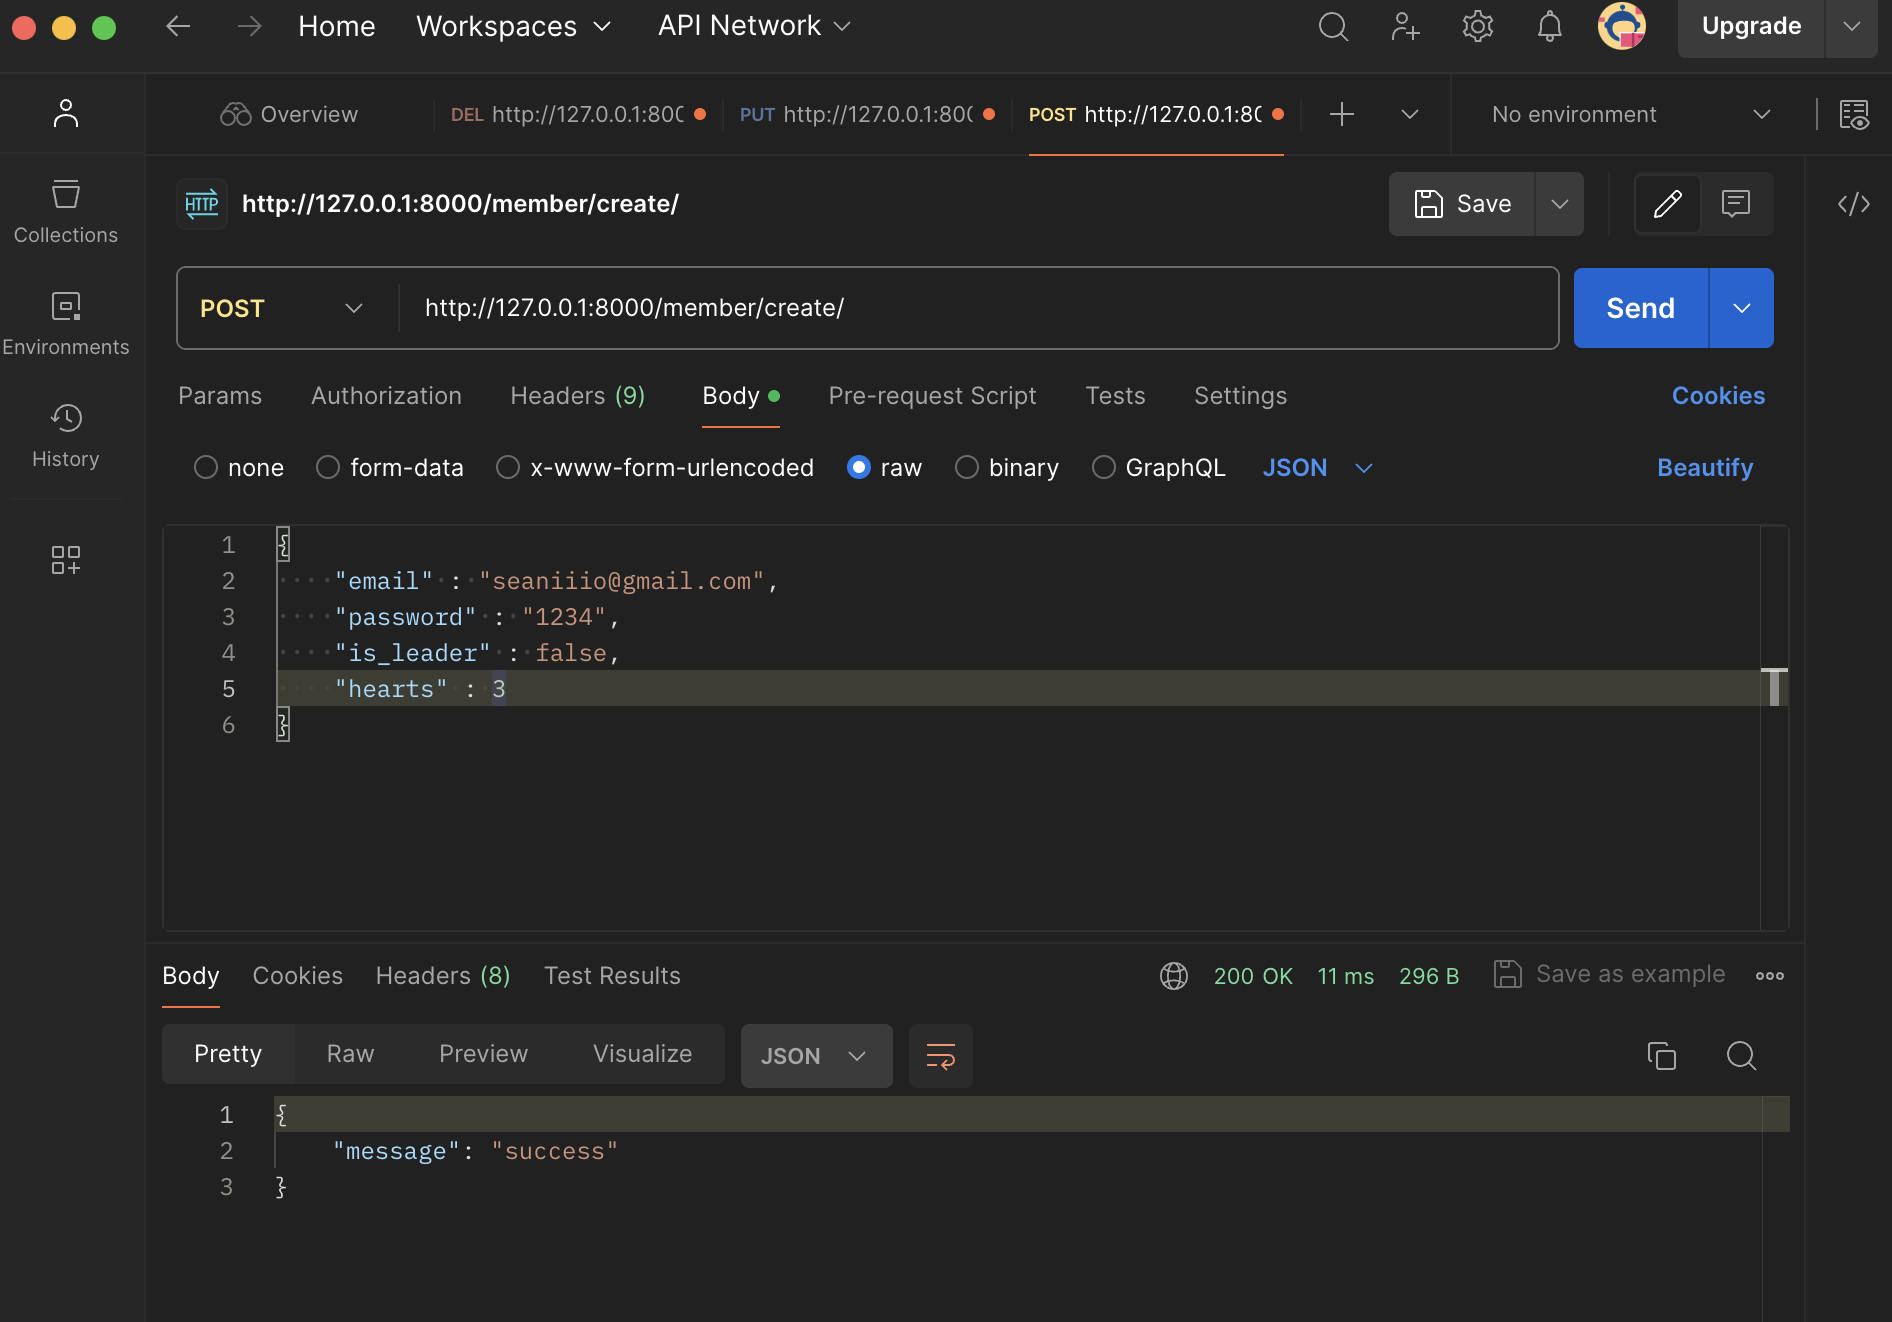 Home Workspaces API Network Upgrade
Overview DEL http://127.0.0.1:800 PUT http://127.0.0.1:800 POST http://127.0.0.1:80 No environment
HTTP http://127.0.0.1:8000/member/create/ Save
Collections
Environments
History
POST http://127.0.0.1:8000/member/create/ Send
Params Authorization Headers (9) Body Pre-request Script Tests Settings Cookies
none form-data x-www-form-urlencoded raw binary GraphQL JSON Beautify
1 {
2 "email" : "seaniiio@gmail.com",
3 "password" : "1234",
4 "is_leader" : false,
5 "hearts" : 3
6 }
Body Cookies Headers (8) Test Results 200 OK 11 ms 296 B Save as example
Pretty Raw Preview Visualize JSON
1 {
2 "message": "success"
3 }